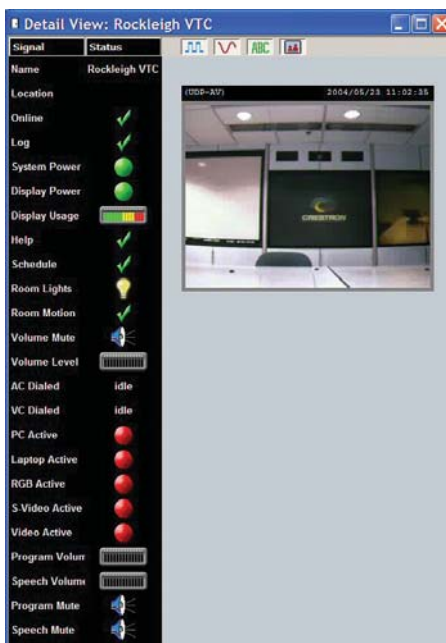 Detail View: Rockleigh VTC
Signal Status
Name Rockleigh VTC
Location
Online
Log
System Power
Display Power
Display Usage
Help
Schedule
Room Lights
Room Motion
Volume Mute
Volume Level
AC Dialed idle
VC Dialed idle
PC Active
Laptop Active
RGB Active
S-Video Active
Video Active
Program Volum
Speech Volume
Program Mute
Speech Mute
ABC
(UDP-AV) 2004/05/23 11:02:35
CRESTRON